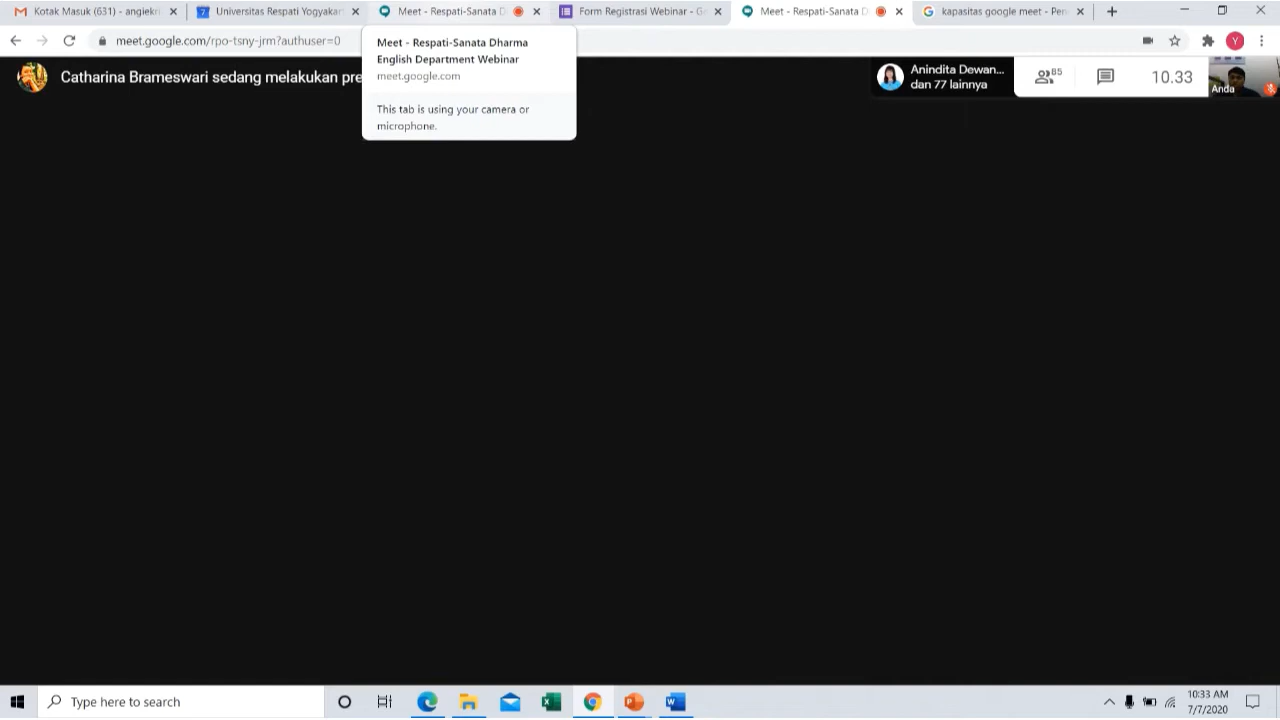 Kotak Masuk (631) - angiekri
Universitas Respati Yogyakar
Meet - Respati-Sanata D
Form Registrasi Webinar - G
Meet - Respati-Sanata D
kapasitas google meet - Pen
meet.google.com/rpo-tsny-jrm?authuser=0
Meet - Respati-Sanata Dharma
English Department Webinar
meet.google.com
This tab is using your camera or
microphone.
Catharina Brameswari sedang melakukan pre
Anindita Dewan...
dan 77 lainnya
85
10.33
Anda
Y
Type here to search
10:33 AM
7/7/2020